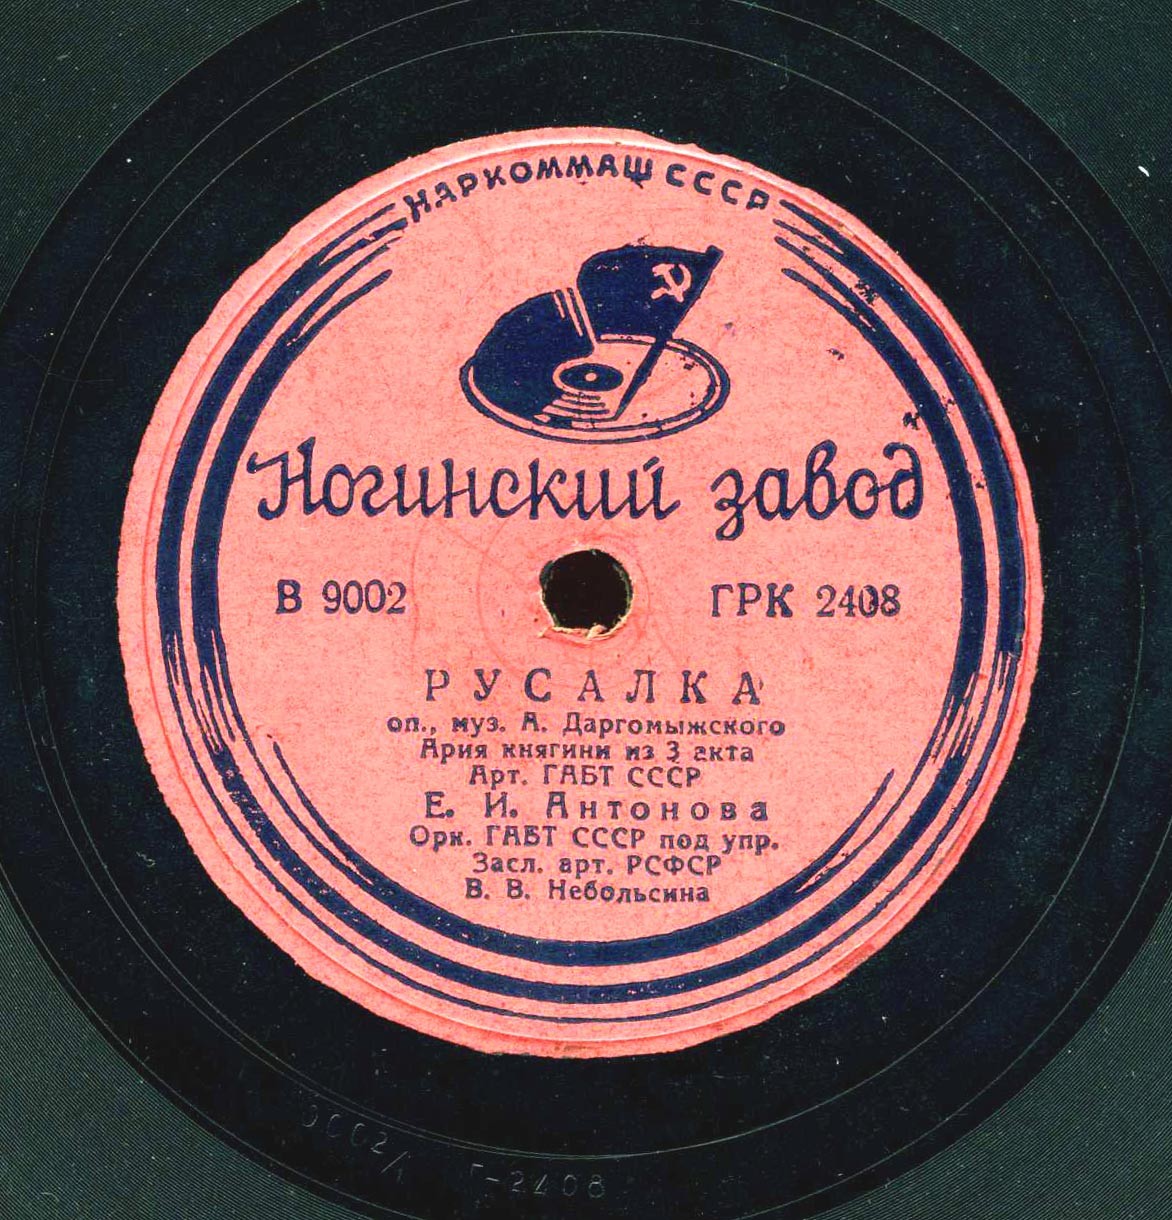 НАРКОММАШ СССР
Ногинский завод
В 9002 ГРК 2408
РУСАЛКА
оп., муз. А. Даргомыжского
Ария княгини из 3 акта
Арт. ГАБТ СССР
Е. И. Антонова
Орк. ГАБТ СССР под упр.
Засл. арт. РСФСР
В. В. Небольсина
Г-2408